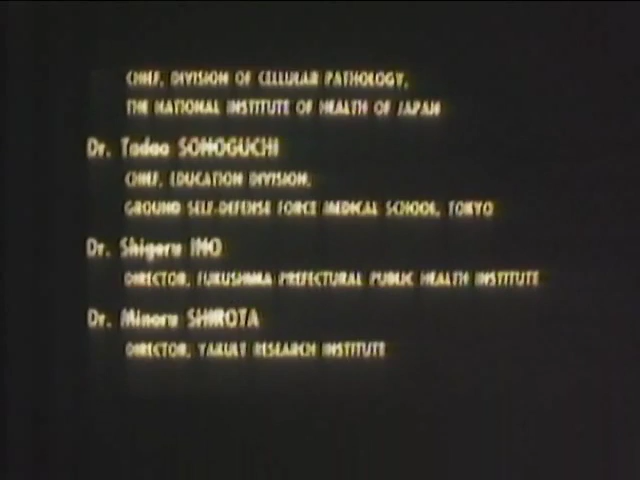 CHIEF, DIVISION OF CELLULAR PATHOLOGY,
THE NATIONAL INSTITUTE OF HEALTH OF JAPAN
Dr. Tadao SONOGUCHI
CHIEF, EDUCATION DIVISION,
GROUND SELF-DEFENSE FORCE MEDICAL SCHOOL, TOKYO
Dr. Shigeru INO
DIRECTOR, FUKUSHIMA PREFECTURAL PUBLIC HEALTH INSTITUTE
Dr. Minoru SHIROTA
DIRECTOR, YAKULT RESEARCH INSTITUTE